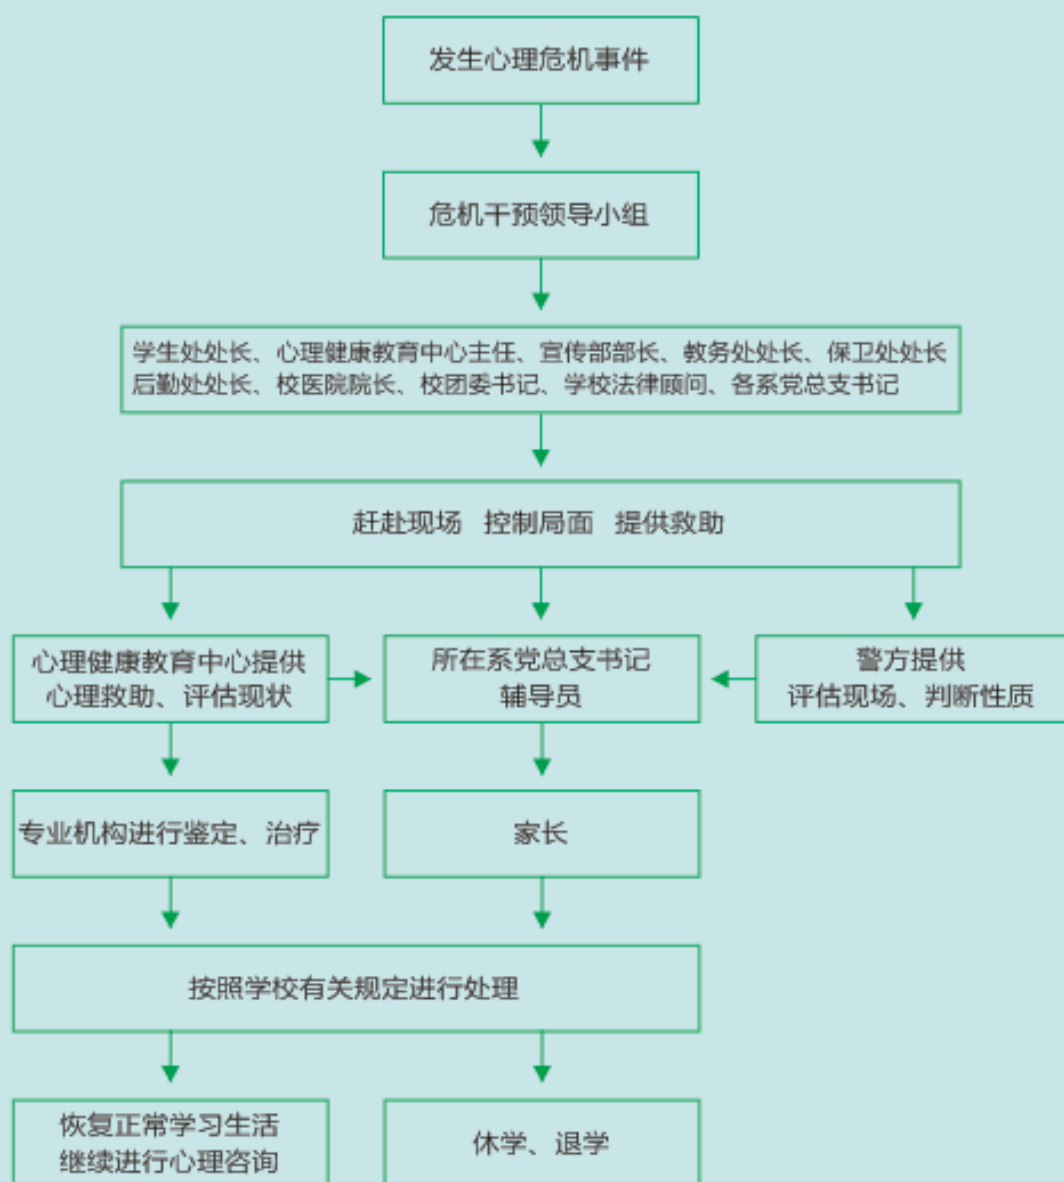 发生心理危机事件
危机干预领导小组
学生处处长、心理健康教育中心主任、宣传部部长、教务处处长、保卫处处长
后勤处处长、校医院院长、校团委书记、学校法律顾问、各系党总支书记
赶赴现场 控制局面 提供救助
心理健康教育中心提供
心理救助、评估现状
所在系党总支书记
辅导员
警方提供
评估现场、判断性质
专业机构进行鉴定、治疗
家长
按照学校有关规定进行处理
恢复正常学习生活
继续进行心理咨询
休学、退学